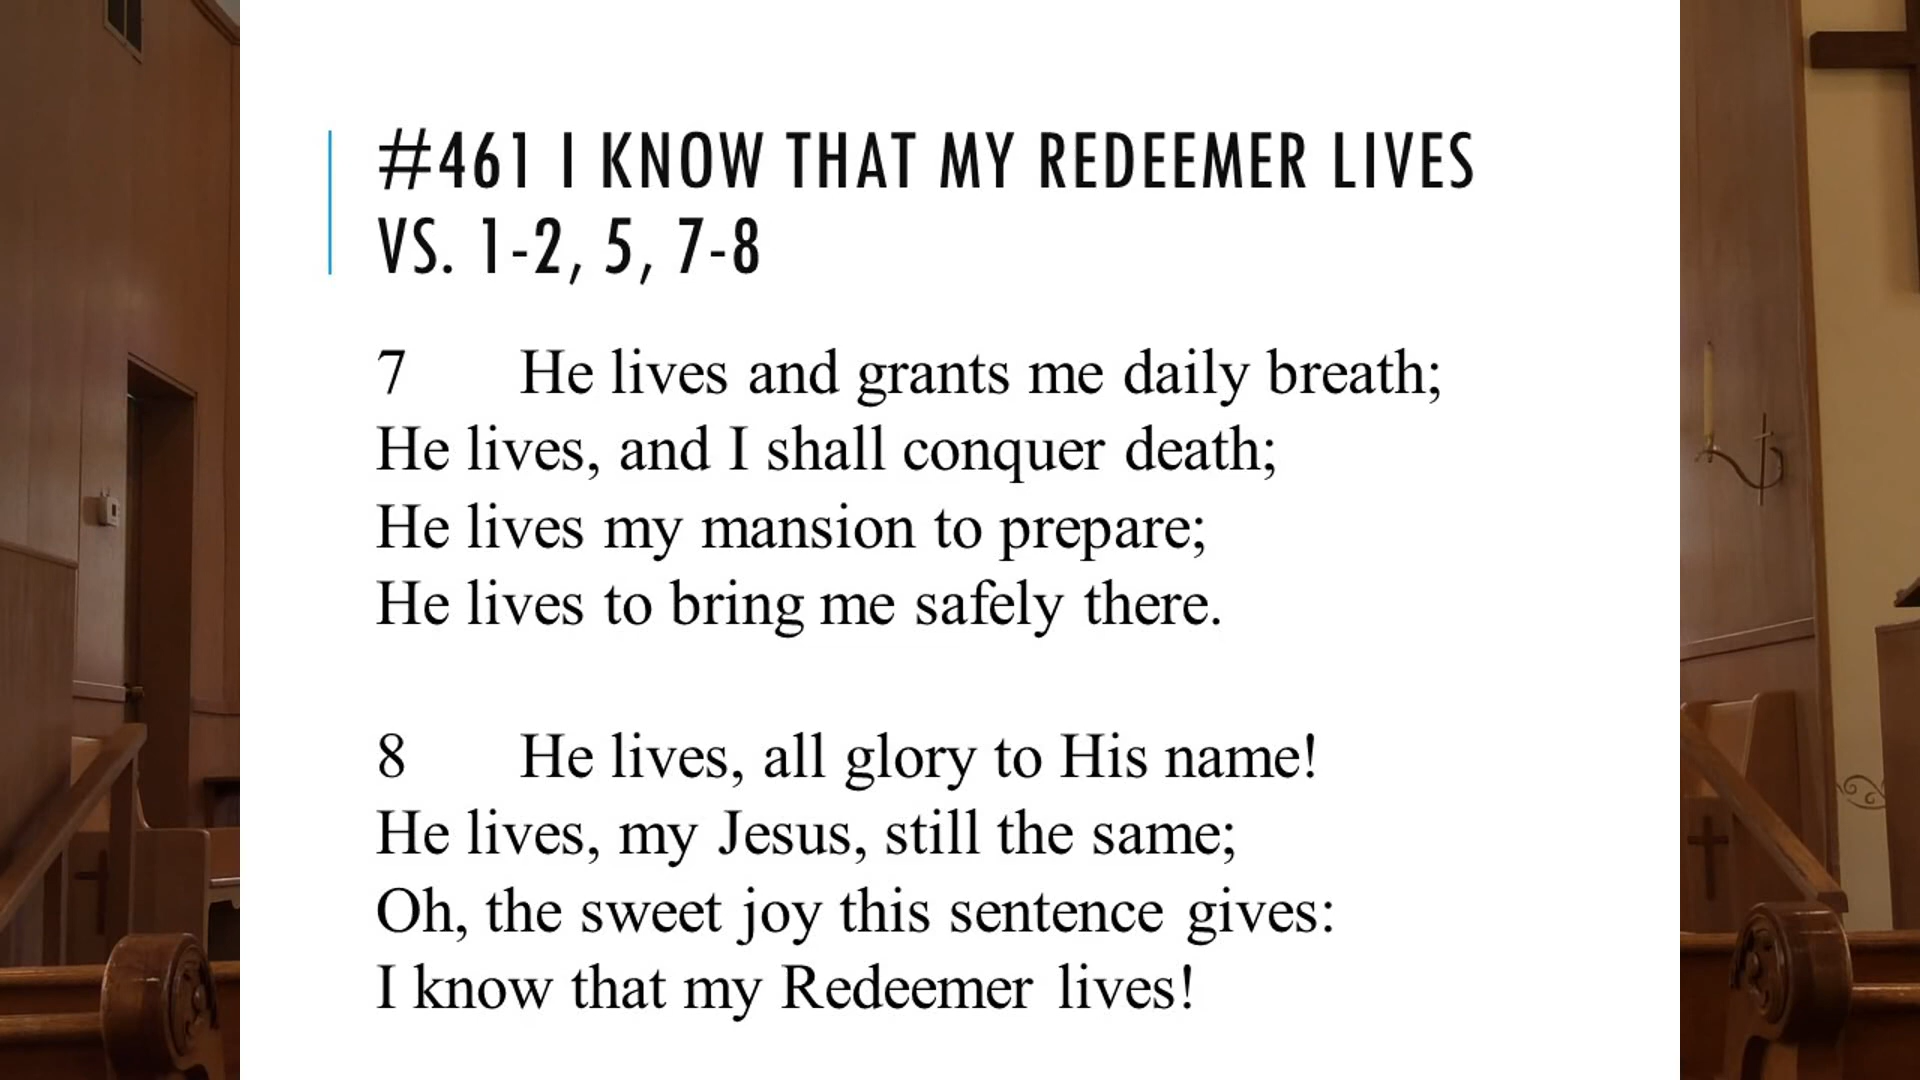 #461 I KNOW THAT MY REDEEMER LIVES
VS. 1-2, 5, 7-8
7 He lives and grants me daily breath;
He lives, and I shall conquer death;
He lives my mansion to prepare;
He lives to bring me safely there.
8 He lives, all glory to His name!
He lives, my Jesus, still the same;
Oh, the sweet joy this sentence gives:
I know that my Redeemer lives!